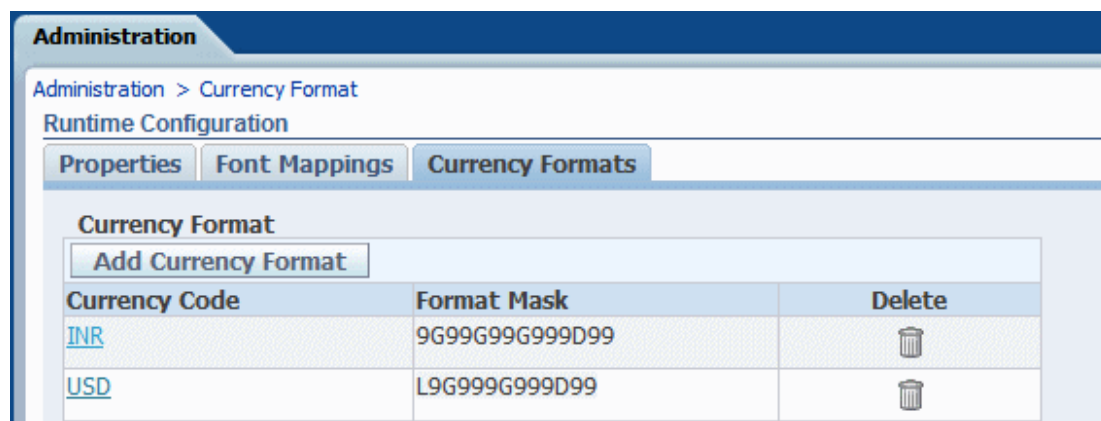 Administration
Administration > Currency Format
Runtime Configuration
Properties Font Mappings Currency Formats
Currency Format
Add Currency Format
Currency Code Format Mask Delete
INR 9G99G99G999D99
USD L9G999G999D99